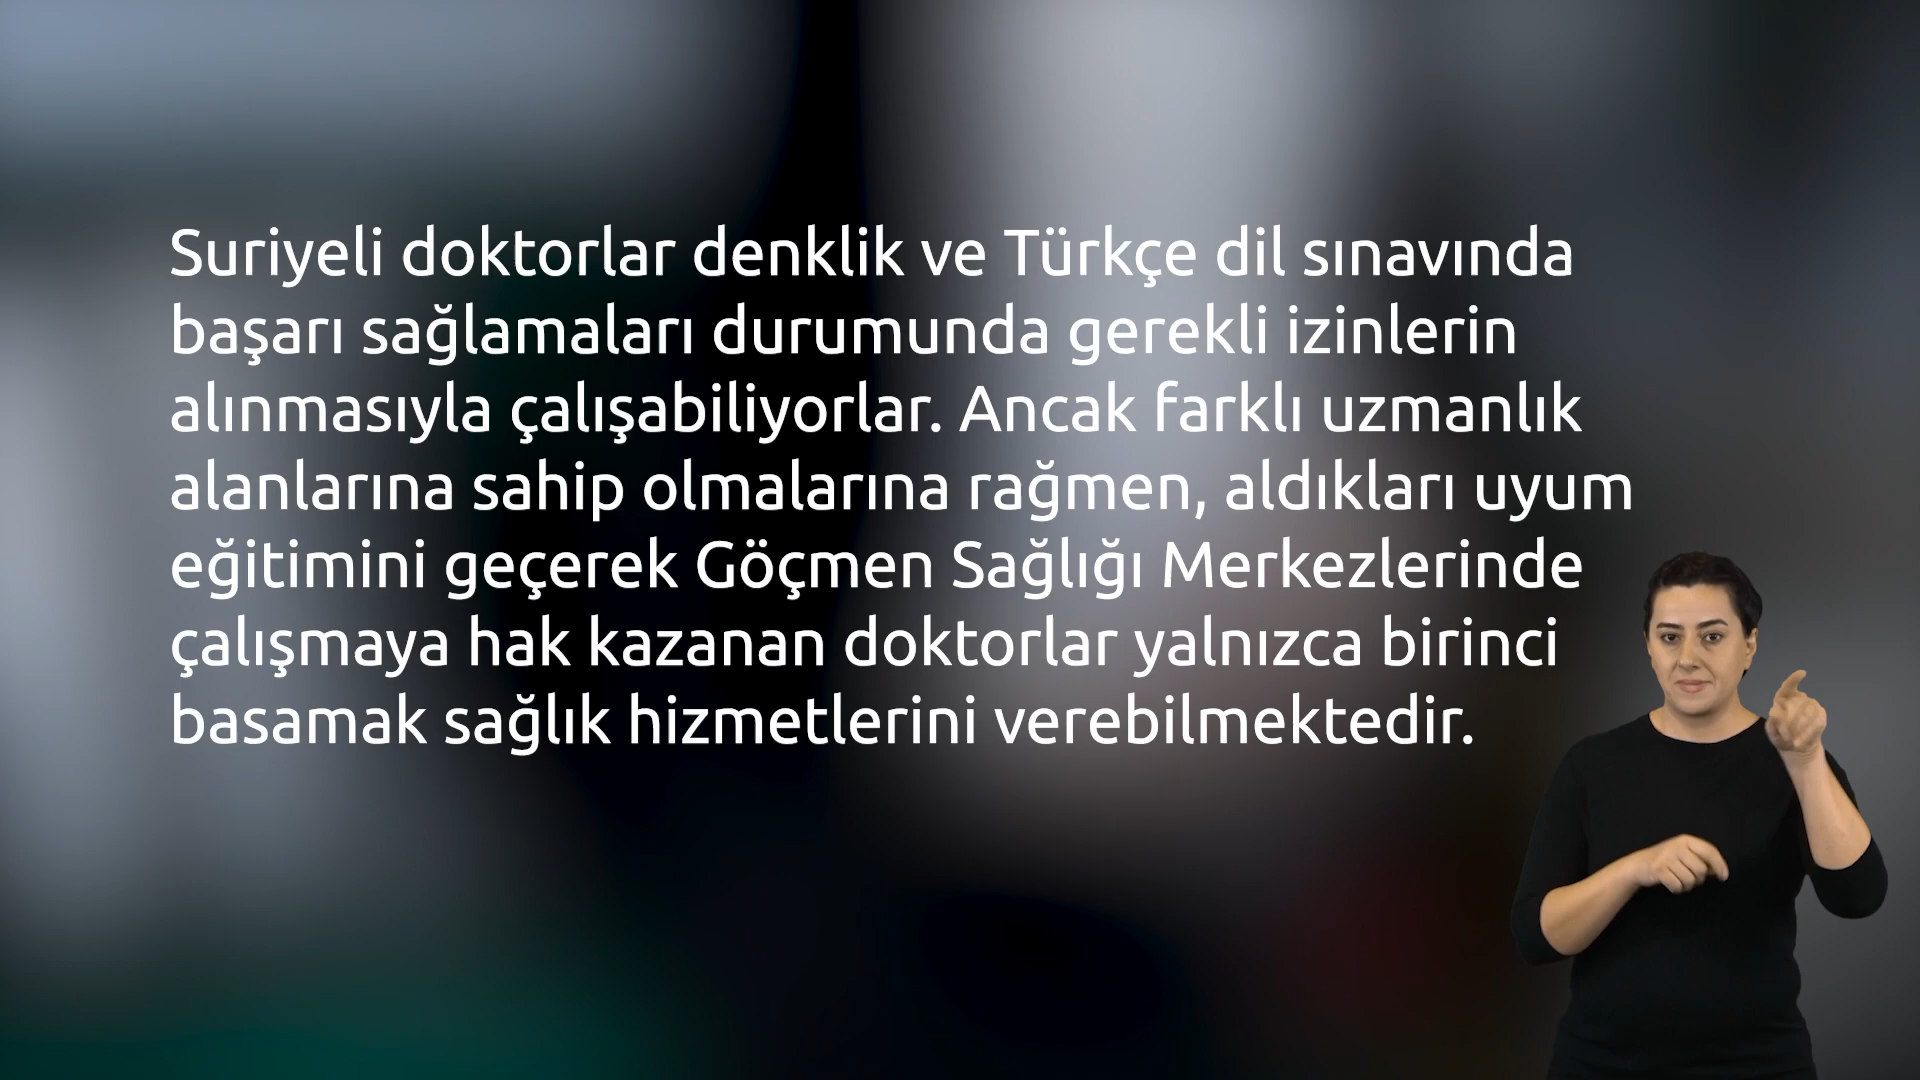 Suriyeli doktorlar denklik ve Türkçe dil sınavında
başarı sağlamaları durumunda gerekli izinlerin
alınmasıyla çalışabiliyorlar. Ancak farklı uzmanlık
alanlarına sahip olmalarına rağmen, aldıkları uyum
eğitimini geçerek Göçmen Sağlığı Merkezlerinde
çalışmaya hak kazanan doktorlar yalnızca birinci
basamak sağlık hizmetlerini verebilmektedir.